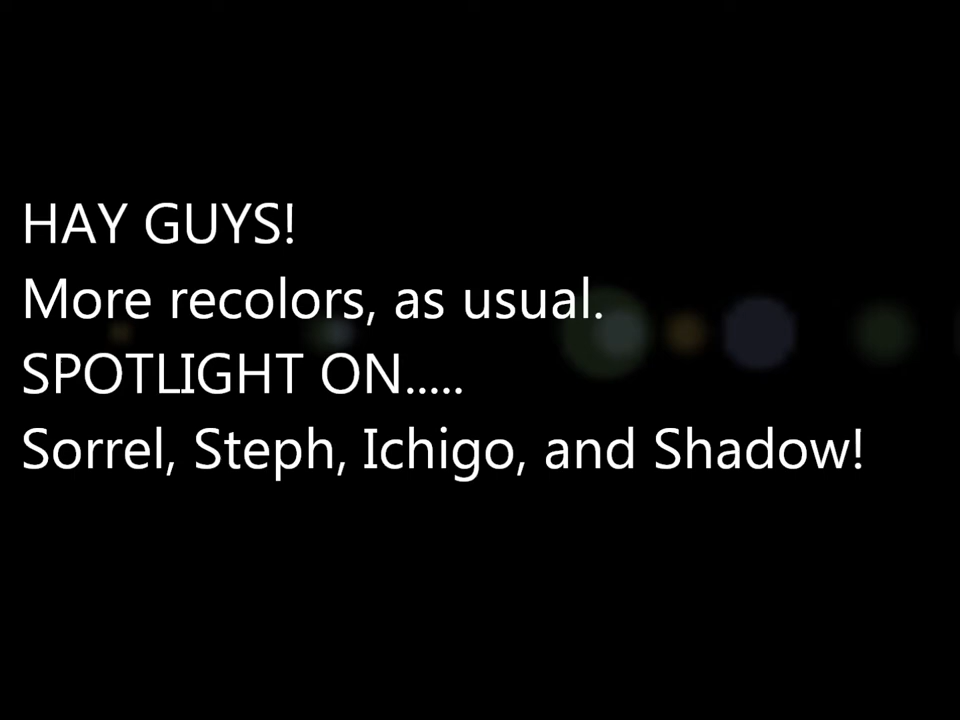 HAY GUYS!
More recolors, as usual.
SPOTLIGHT ON.....
Sorrel, Steph, Ichigo, and Shadow!